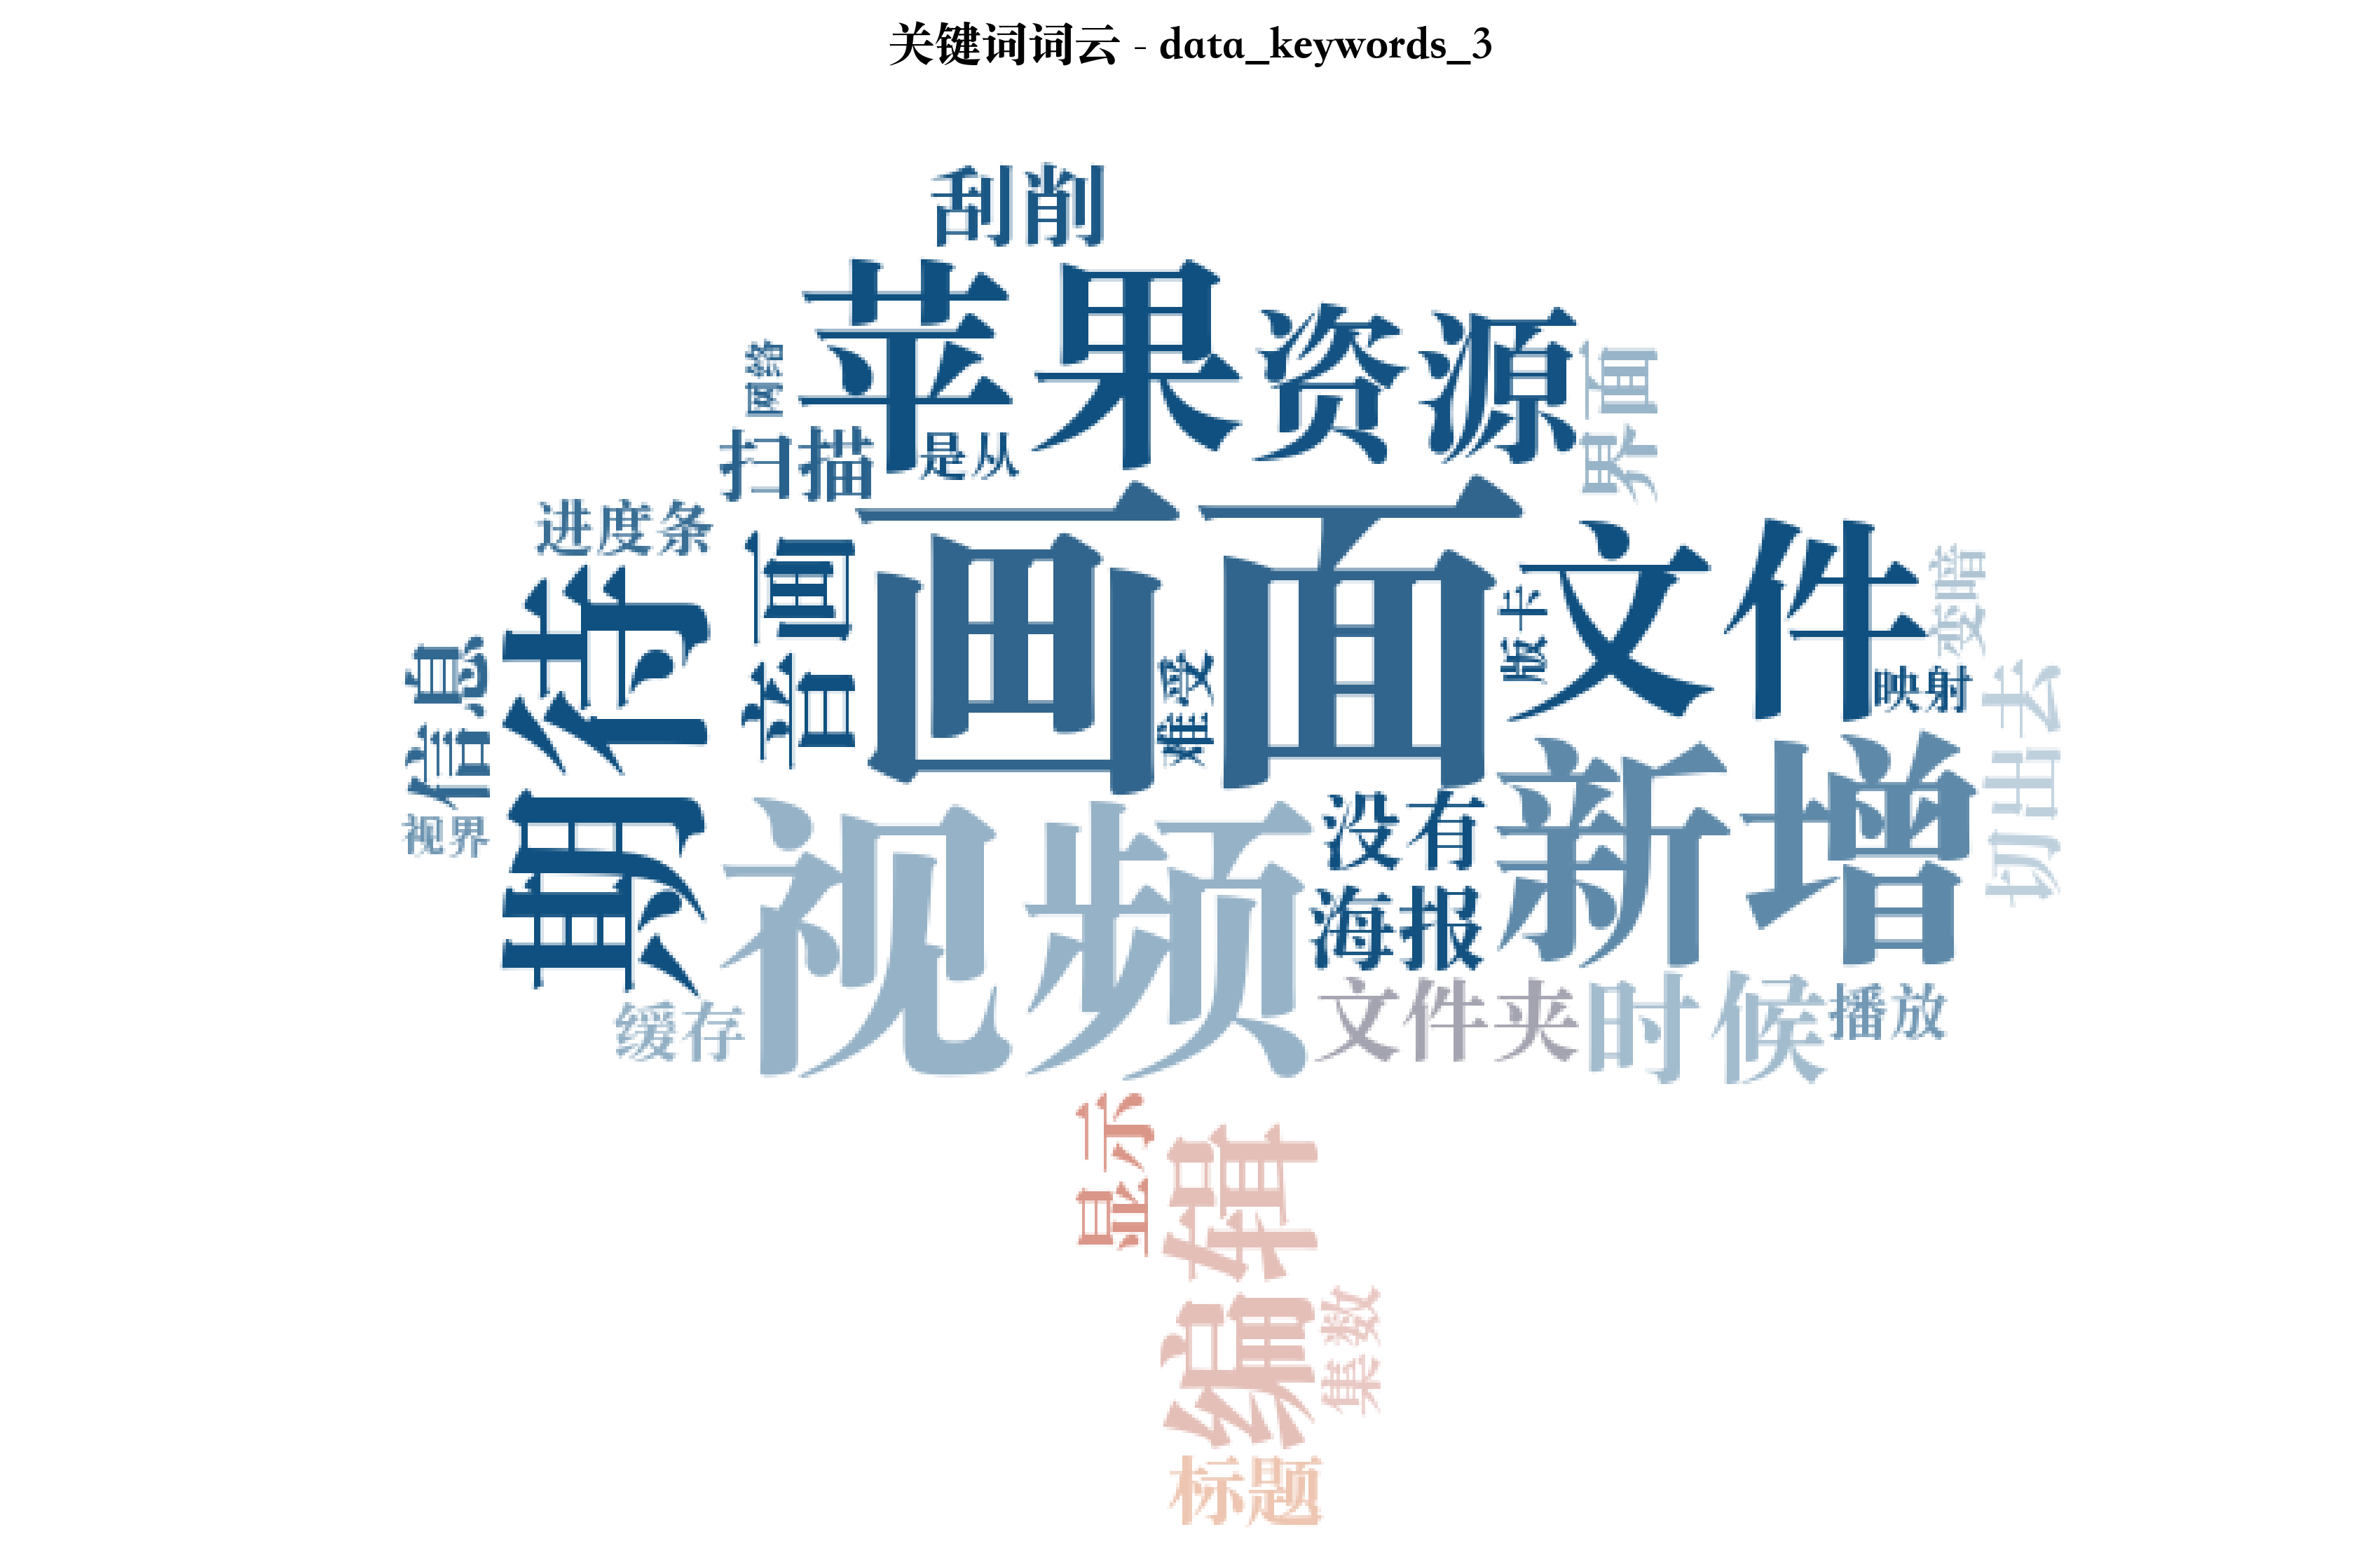 关键词词云 - data_keywords_3
刮削
苹果
资源
网络
界面
扫描
是从
进度条
画面
文件
音画
期待
版卡
变暗
难受
映射
信息
切出去
视界
新增
视频
没有
海报
文件夹
时候
播放
缓存
显示
编辑
集数
标题